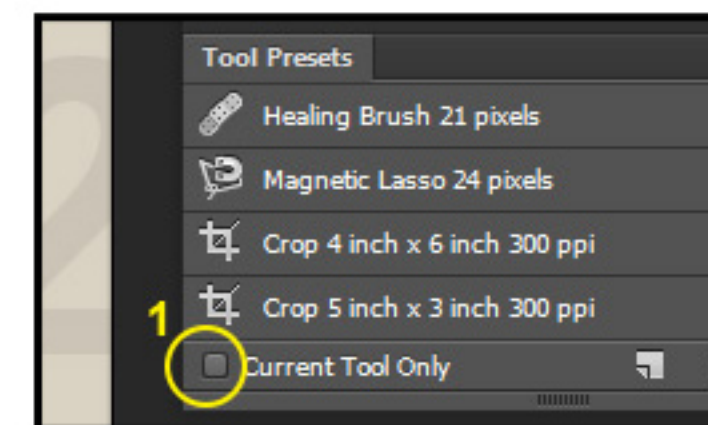 Tool Presets
Healing Brush 21 pixels
Magnetic Lasso 24 pixels
Crop 4 inch x 6 inch 300 ppi
Crop 5 inch x 3 inch 300 ppi
1
Current Tool Only
2